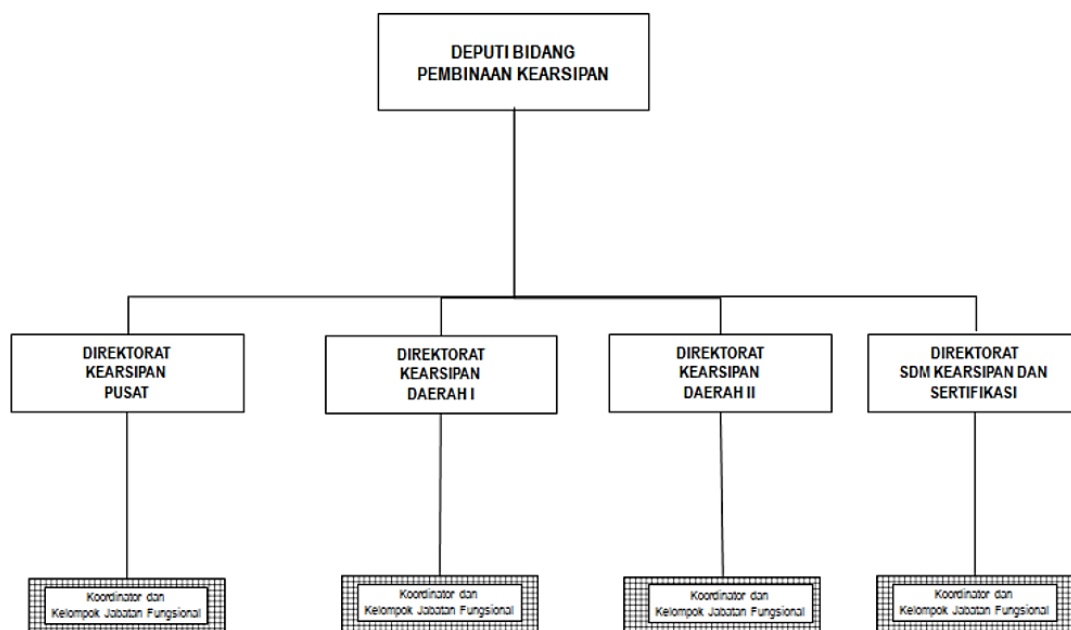 DEPUTI BIDANG
PEMBINAAN KEARSIPAN
DIREKTORAT
KEARSIPAN
PUSAT
DIREKTORAT
KEARSIPAN
DAERAH I
DIREKTORAT
KEARSIPAN
DAERAH II
DIREKTORAT
SDM KEARSIPAN DAN
SERTIFIKASI
Koordinator dan
Kelompok Jabatan Fungsional
Koordinator dan
Kelompok Jabatan Fungsional
Koordinator dan
Kelompok Jabatan Fungsional
Koordinator dan
Kelompok Jabatan Fungsional